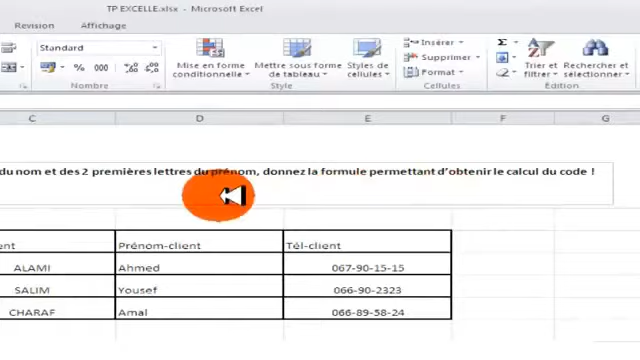 TP EXCELLE.xlsx - Microsoft Excel
Revision Affichage
Standard
% 000
Nombre
Mise en forme conditionnelle
Mettre sous forme de tableau
Styles de cellules
Style
Insérer
Supprimer
Format
Cellules
Σ
Trier et filtrer
Rechercher et sélectionner
Édition
C D E F G
du nom et des 2 premières lettres du prénom, donnez la formule permettant d'obtenir le calcul du code !
ent Prénom-client Tél-client
ALAMI Ahmed 067-90-15-15
SALIM Yousef 066-90-2323
CHARAF Amal 066-89-58-24